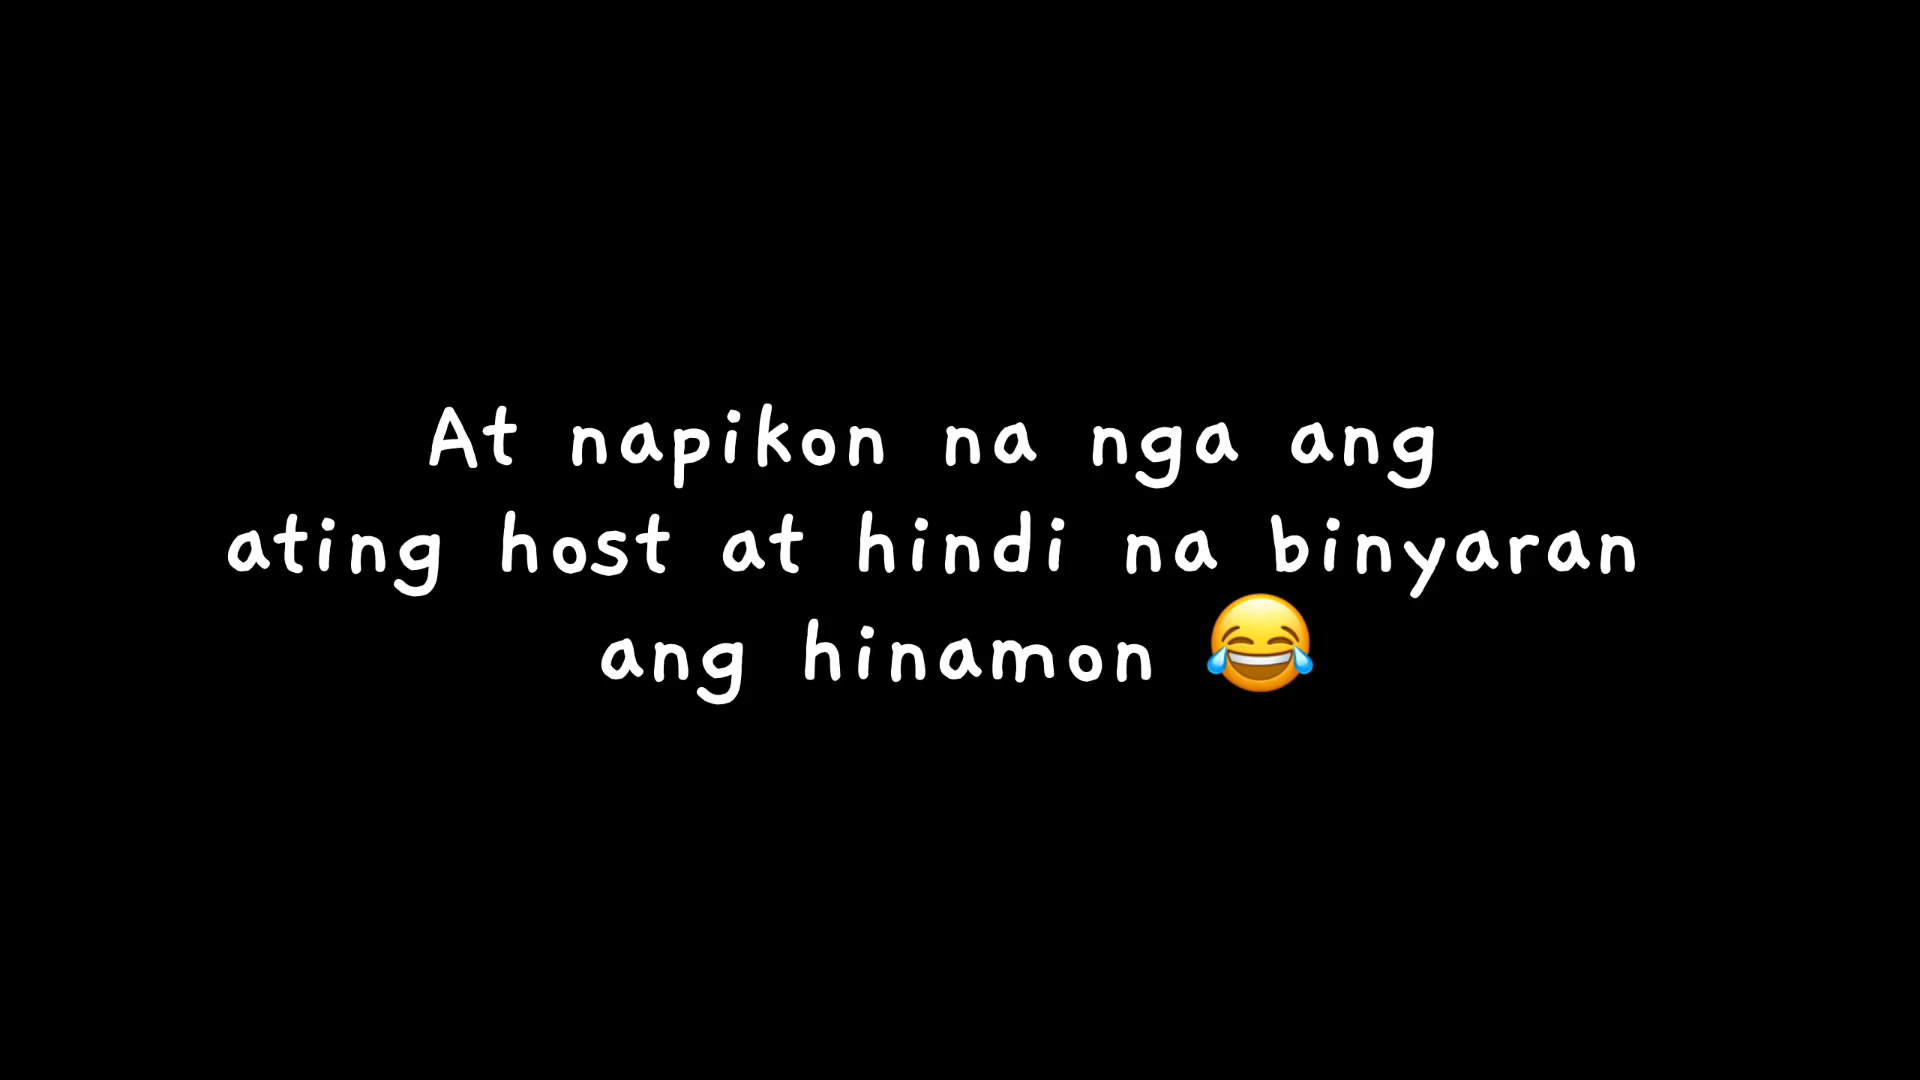 At napikon na nga ang
ating host at hindi na binyaran
ang hinamon 😂